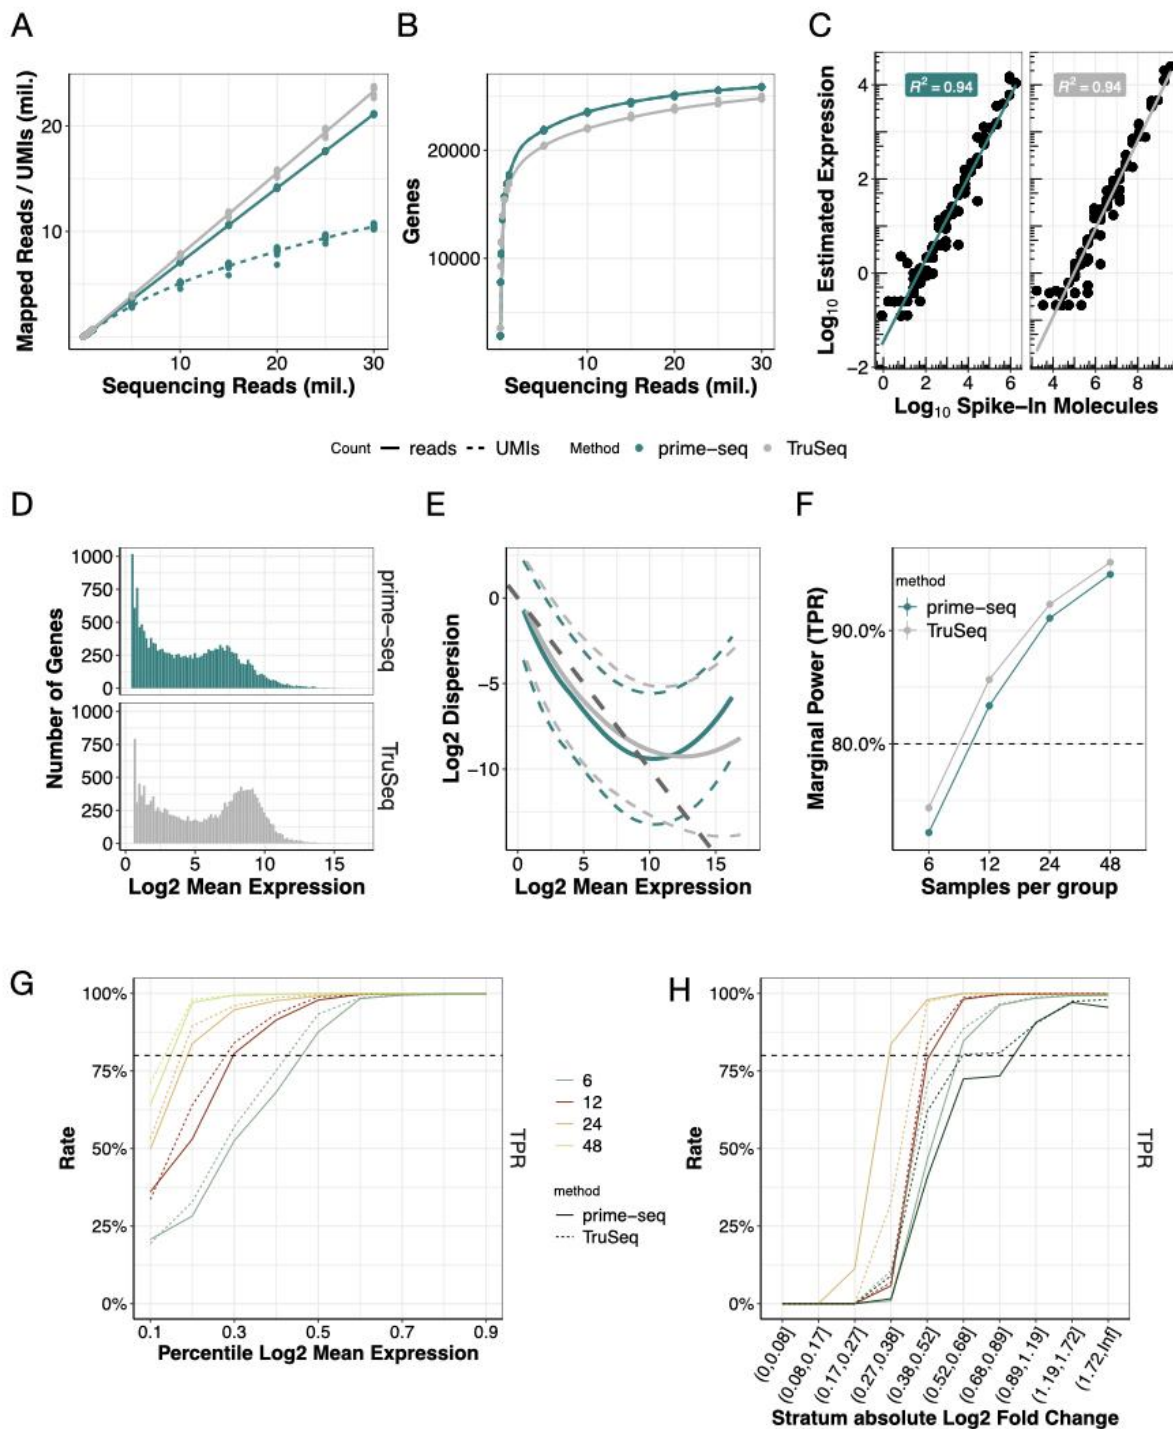 A
B
C
Mapped Reads / UMIs (mil.)
20
10
10
20
30
Sequencing Reads (mil.)
Genes
20000
10000
10
20
30
Sequencing Reads (mil.)
Log10 Estimated Expression
R² = 0.94
R² = 0.94
4
2
0
−2
0
2
4
6
4
6
8
Log10 Spike−In Molecules
Count reads UMIs Method prime−seq TruSeq
D
E
F
Number of Genes
1000
750
500
250
0
prime−seq
1000
750
500
250
0
TruSeq
0
5
10
15
Log2 Mean Expression
Log2 Dispersion
0
−5
−10
0
5
10
15
Log2 Mean Expression
Marginal Power (TPR)
method
prime−seq
TruSeq
90.0%
80.0%
6
12
24
48
Samples per group
G
H
Rate
100%
75%
50%
25%
0%
TPR
0.1
0.3
0.5
0.7
0.9
Percentile Log2 Mean Expression
6
12
24
48
method
prime−seq
TruSeq
Rate
100%
75%
50%
25%
0%
TPR
(0,0.08]
(0.08,0.17]
(0.17,0.27]
(0.27,0.38]
(0.38,0.52]
(0.52,0.68]
(0.68,0.89]
(0.89,1.19]
(1.19,1.72]
(1.72,Inf]
Stratum absolute Log2 Fold Change